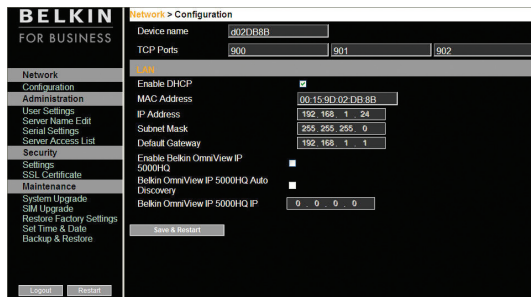 BELKIN
FOR BUSINESS
Network
Configuration
Administration
User Settings
Server Name Edit
Serial Settings
Server Access List
Security
Settings
SSL Certificate
Maintenance
System Upgrade
SIM Upgrade
Restore Factory Settings
Set Time & Date
Backup & Restore
Logout Restart
Network > Configuration
Device name d02DB8B
TCP Ports 900 901 902
LAN
Enable DHCP
MAC Address 00:15:9D:02:DB:8B
IP Address 192. 168. 1 . 24
Subnet Mask 255. 255. 255. 0
Default Gateway 192. 168. 1 . 1
Enable Belkin OmniView IP
5000HQ
Belkin OmniView IP 5000HQ Auto
Discovery
Belkin OmniView IP 5000HQ IP 0 . 0 . 0 . 0
Save & Restart